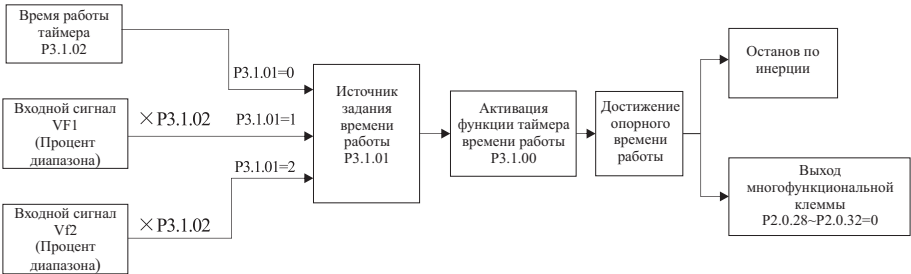 Время работы
таймера
P3.1.02
P3.1.01=0
Входной сигнал
VF1
(Процент
диапазона)
×P3.1.02
P3.1.01=1
P3.1.01=2
Входной сигнал
Vf2
(Процент
диапазона)
×P3.1.02
Источник
задания
времени
работы
P3.1.01
Активация
функции таймера
времени работы
P3.1.00
Достижение
опорного
времени
работы
Останов по
инерции
Выход
многофункциональной
клеммы
P2.0.28~P2.0.32=0